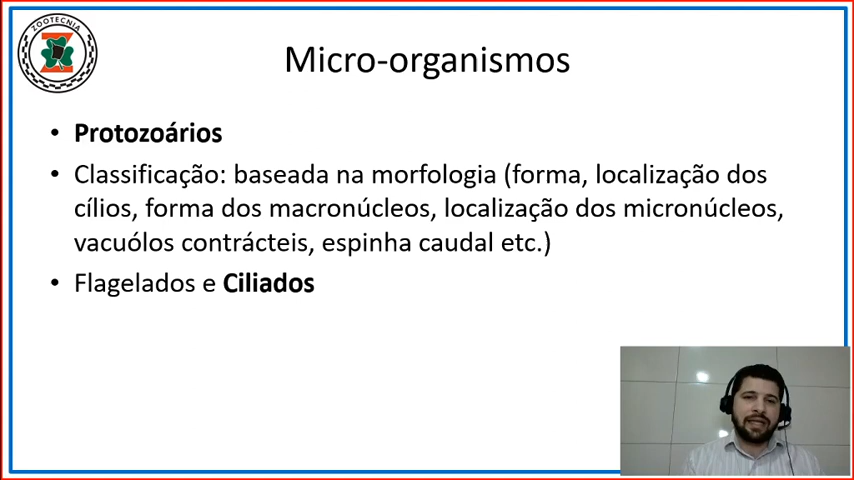 ZOOTECNIA
Micro-organismos
• Protozoários
• Classificação: baseada na morfologia (forma, localização dos
cílios, forma dos macronúcleos, localização dos micronúcleos,
vacuólos contrácteis, espinha caudal etc.)
• Flagelados e Ciliados